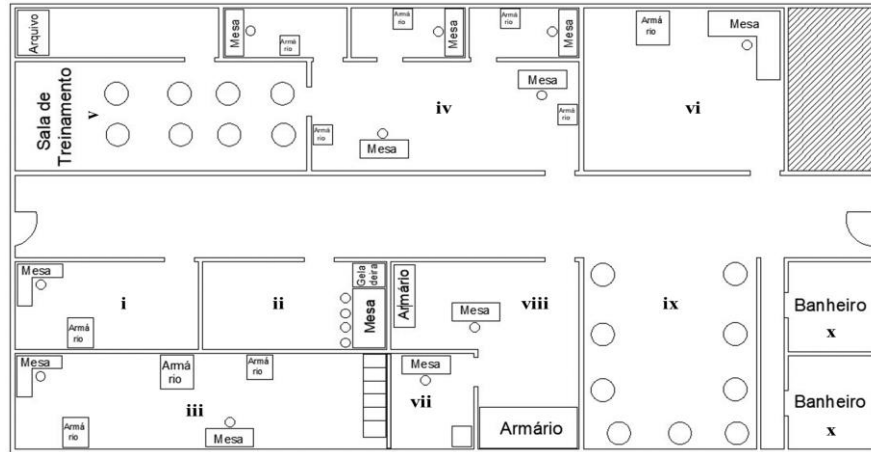 Arquivo
Mesa
Armá
rio
Armá
rio
Mesa
Armá
rio
Mesa
Armá
rio
Mesa
Sala de
Treinamento
v
Armá
rio
Mesa
iv
Mesa
Armá
rio
vi
Mesa
i
Armá
rio
ii
Gela
deira
Mesa
Armário
Mesa
viii
ix
Banheiro
x
Mesa
Armá
rio
Armá
rio
iii
Armá
rio
Mesa
Mesa
vii
Armário
Banheiro
x